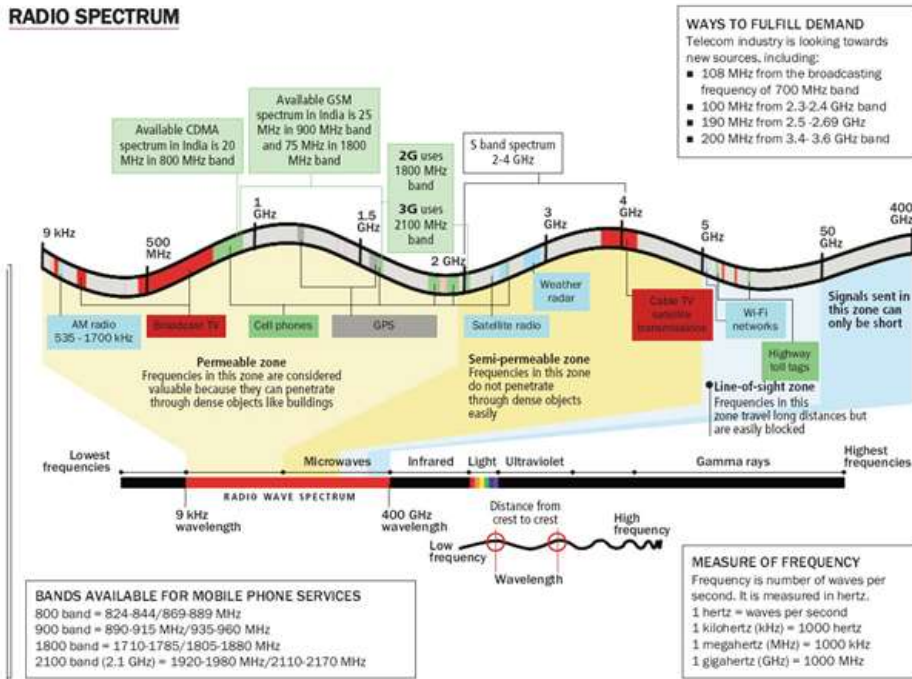 RADIO SPECTRUM
WAYS TO FULFILL DEMAND
Telecom industry is looking towards
new sources, including:
■ 108 MHz from the broadcasting
frequency of 700 MHz band
■ 100 MHz from 2.3-2.4 GHz band
■ 190 MHz from 2.5 -2.69 GHz
■ 200 MHz from 3.4- 3.6 GHz band
Available CDMA
spectrum in India is 20
MHz in 800 MHz band
Available GSM
spectrum in India is 25
MHz in 900 MHz band
and 75 MHz in 1800
MHz band
2G uses
1800 MHz
band
3G uses
2100 MHz
band
S band spectrum
2-4 GHz
9 kHz
500
MHz
1
GHz
1.5
GHz
2 GHz
3
GHz
4
GHz
5
GHz
50
GHz
400
GHz
AM radio
535 - 1700 kHz
Broadcast TV
Cell phones
GPS
Satellite radio
Weather
radar
Cable TV
satellite
transmissions
Wi-Fi
networks
Highway
toll tags
Signals sent in
this zone can
only be short
Permeable zone
Frequencies in this zone are considered
valuable because they can penetrate
through dense objects like buildings
Semi-permeable zone
Frequencies in this zone
do not penetrate
through dense objects
easily
Line-of-sight zone
Frequencies in this
zone travel long distances but
are easily blocked
Lowest
frequencies
Microwaves
Infrared
Light
Ultraviolet
Gamma rays
Highest
frequencies
RADIO WAVE SPECTRUM
9 kHz
wavelength
400 GHz
wavelength
Distance from
crest to crest
Low
frequency
High
frequency
Wavelength
BANDS AVAILABLE FOR MOBILE PHONE SERVICES
800 band = 824-844/869-889 MHz
900 band = 890-915 MHz/935-960 MHz
1800 band = 1710-1785/1805-1880 MHz
2100 band (2.1 GHz) = 1920-1980 MHz/2110-2170 MHz
MEASURE OF FREQUENCY
Frequency is number of waves per
second. It is measured in hertz.
1 hertz = waves per second
1 kilohertz (kHz) = 1000 hertz
1 megahertz (MHz) = 1000 kHz
1 gigahertz (GHz) = 1000 MHz